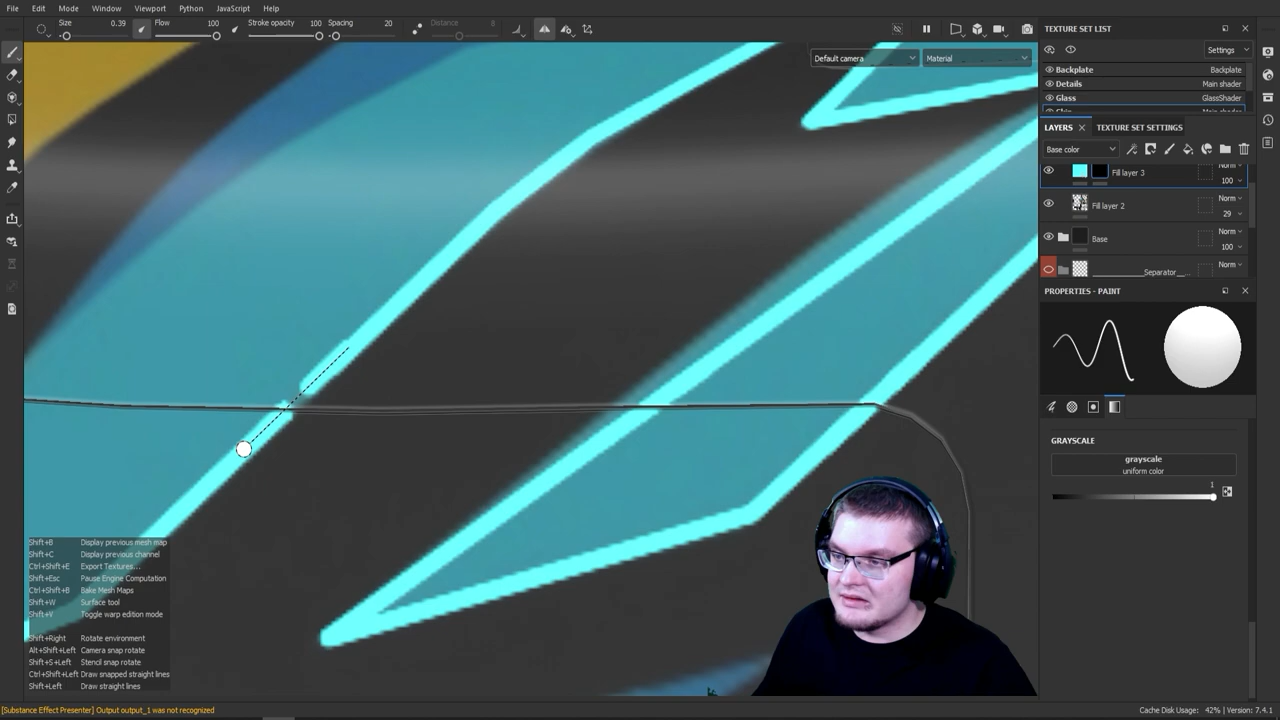 File Edit Mode Window Viewport Python JavaScript Help
Size 0.39 Flow 100 Stroke opacity 100 Spacing 20 Distance 8
Default camera Material
TEXTURE SET LIST
Settings
Backplate Backplate
Details Main shader
Glass GlassShader
Main shader
LAYERS TEXTURE SET SETTINGS
Base color
Norm
Fill layer 3
100
Norm
Fill layer 2
29
Norm
Base
100
Norm
Separator
PROPERTIES - PAINT
GRAYSCALE
grayscale
uniform color
1
Shift+B Display previous mesh map
Shift+C Display previous channel
Ctrl+Shift+E Export Textures...
Shift+Esc Pause Engine Computation
Ctrl+Shift+B Bake Mesh Maps
Shift+W Surface tool
Shift+V Toggle warp edition mode
Shift+Right Rotate environment
Alt+Shift+Left Camera snap rotate
Shift+S+Left Stencil snap rotate
Ctrl+Shift+Left Draw snapped straight lines
Shift+Left Draw straight lines
[Substance Effect Presenter] Output output_1 was not recognized
Cache Disk Usage: 42% | Version: 7.4.1